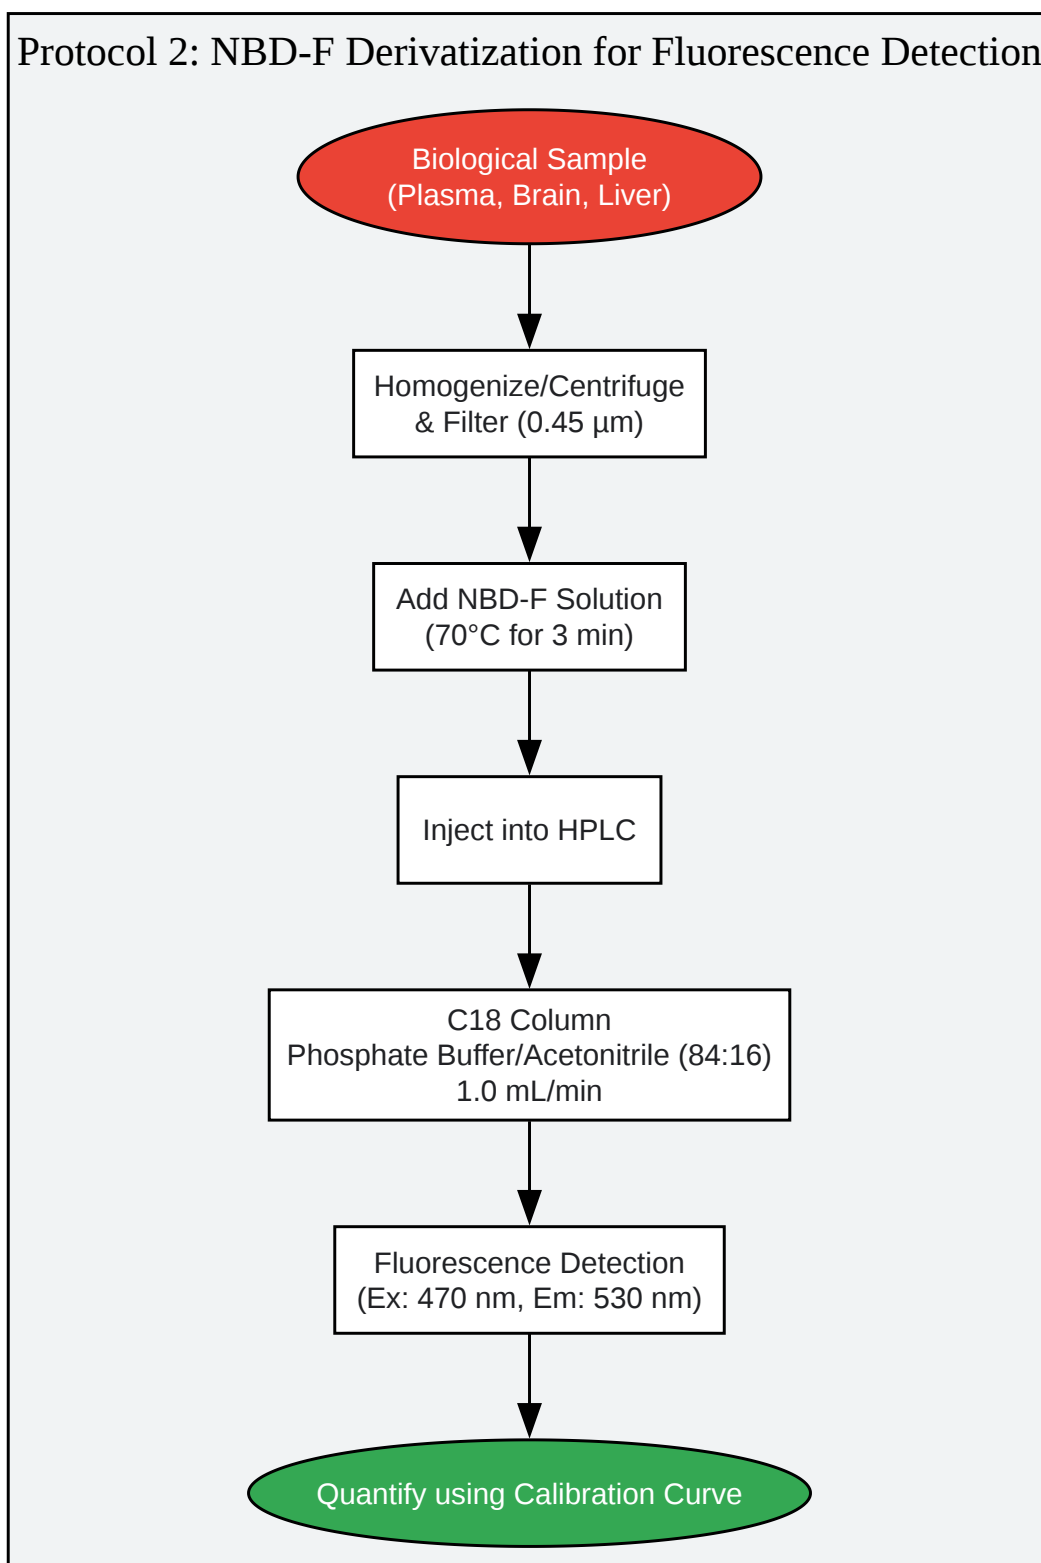 Protocol 2: NBD-F Derivatization for Fluorescence Detection
Biological Sample
(Plasma, Brain, Liver)
Homogenize/Centrifuge
& Filter (0.45 µm)
Add NBD-F Solution
(70°C for 3 min)
Inject into HPLC
C18 Column
Phosphate Buffer/Acetonitrile (84:16)
1.0 mL/min
Fluorescence Detection
(Ex: 470 nm, Em: 530 nm)
Quantify using Calibration Curve